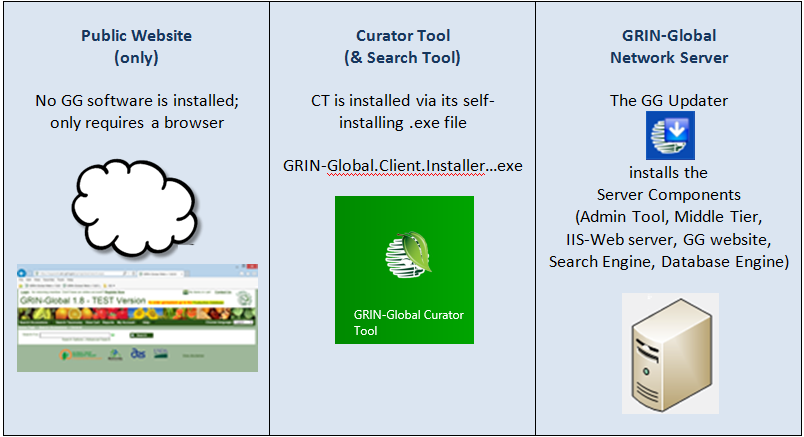 Public Website
(only)
No GG software is installed;
only requires a browser
GRIN-Global 1.8 - TEST Version
Curator Tool
(& Search Tool)
CT is installed via its self-
installing .exe file
GRIN-Global.Client.Installer...exe
GRIN-Global Curator
Tool
GRIN-Global
Network Server
The GG Updater
installs the
Server Components
(Admin Tool, Middle Tier,
IIS-Web server, GG website,
Search Engine, Database Engine)